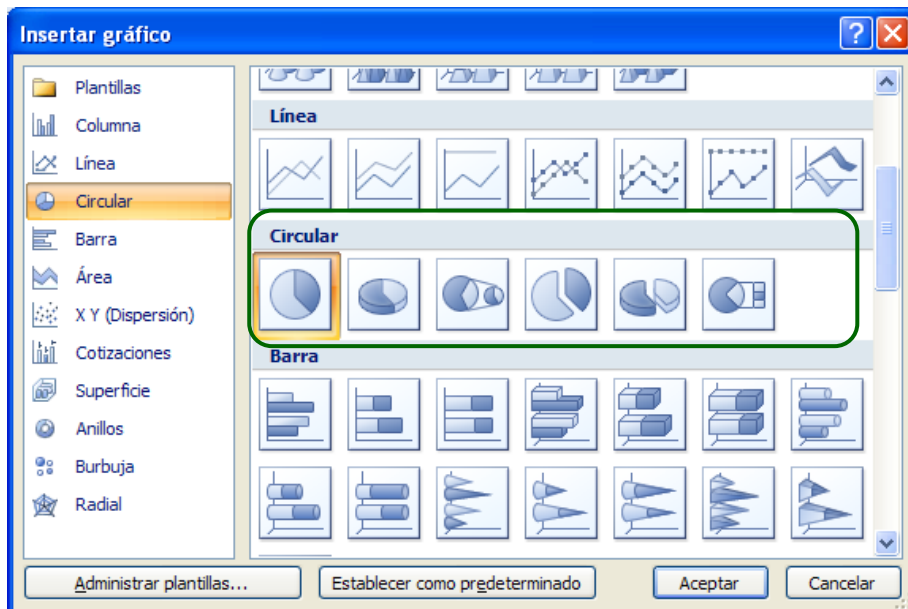 Insertar gráfico
Plantillas
Columna
Línea
Circular
Barra
Área
X Y (Dispersión)
Cotizaciones
Superficie
Anillos
Burbuja
Radial
Línea
Circular
Barra
Administrar plantillas...
Establecer como predeterminado
Aceptar
Cancelar